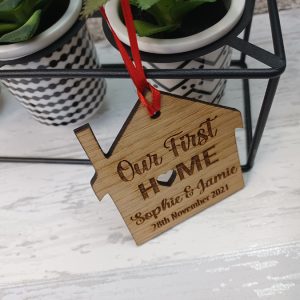 Our First
HOME
Sophie & Jamie
28th November 2021